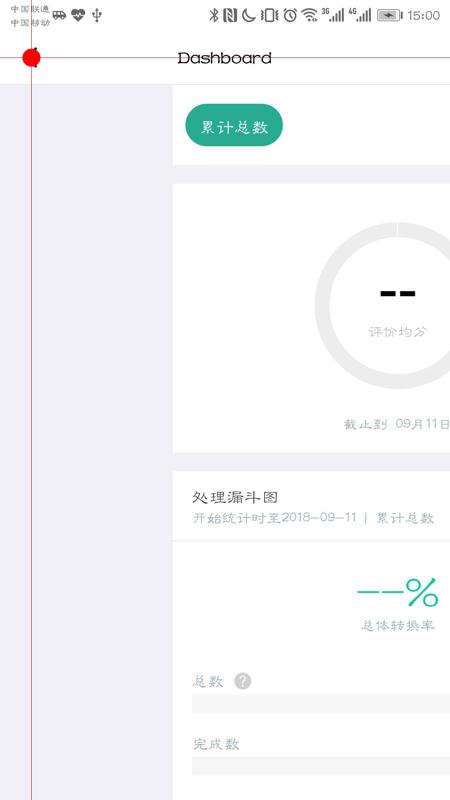 中国联通
中国移动
3G
4G
15:00
Dashboard
累计总数
--
评价均分
截止到 09月11日
处理漏斗图
开始统计时至2018-09-11 | 累计总数
--%
总体转换率
总数 ?
完成数